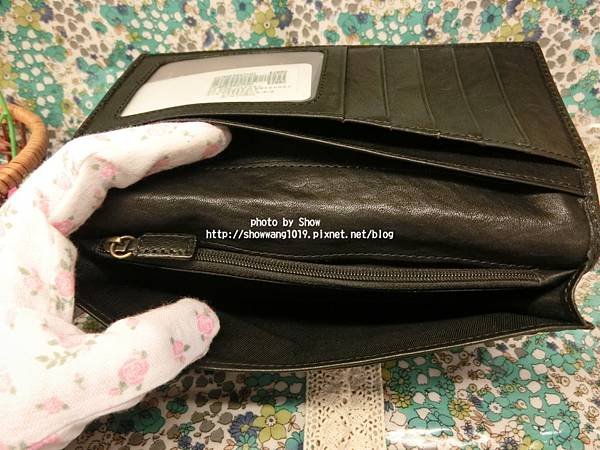 photo by Show
http://showwang1019.pixnet.net/blog